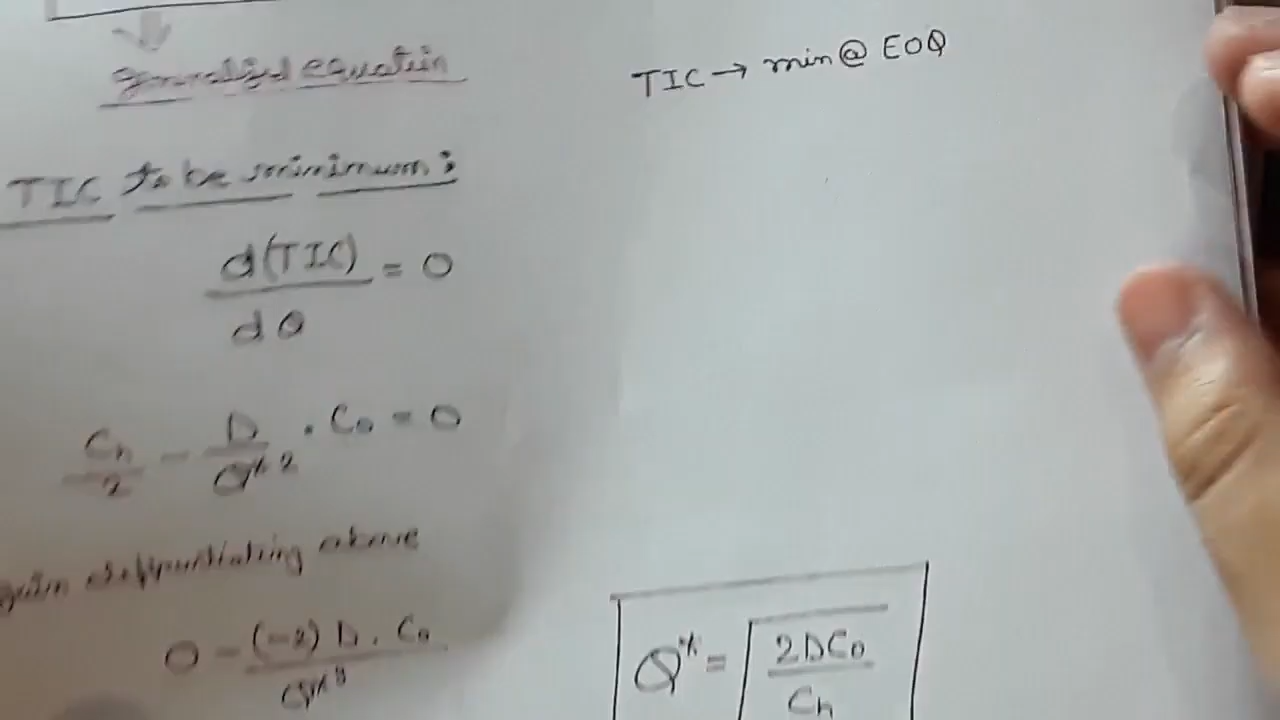 generalized equation
TIC to be minimum:
d(TIC) / dQ = 0
Ch / 2 - D / Q*2 . Co = 0
above
0 - (-2) D . Co / Q*3
TIC → min @ EOQ
Q* = √ 2DCo / Ch